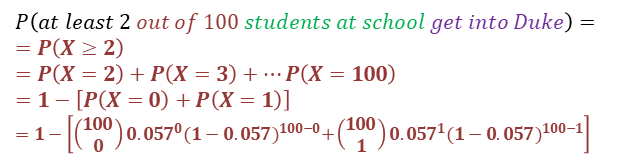 P(at least 2 out of 100 students at school get into Duke) =
= P(X ≥ 2)
= P(X = 2) + P(X = 3) + ⋯ P(X = 100)
= 1 − [P(X = 0) + P(X = 1)]
= 1 − [(100 0) 0.057⁰(1 − 0.057)¹⁰⁰⁻⁰ + (100 1) 0.057¹(1 − 0.057)¹⁰⁰⁻¹]